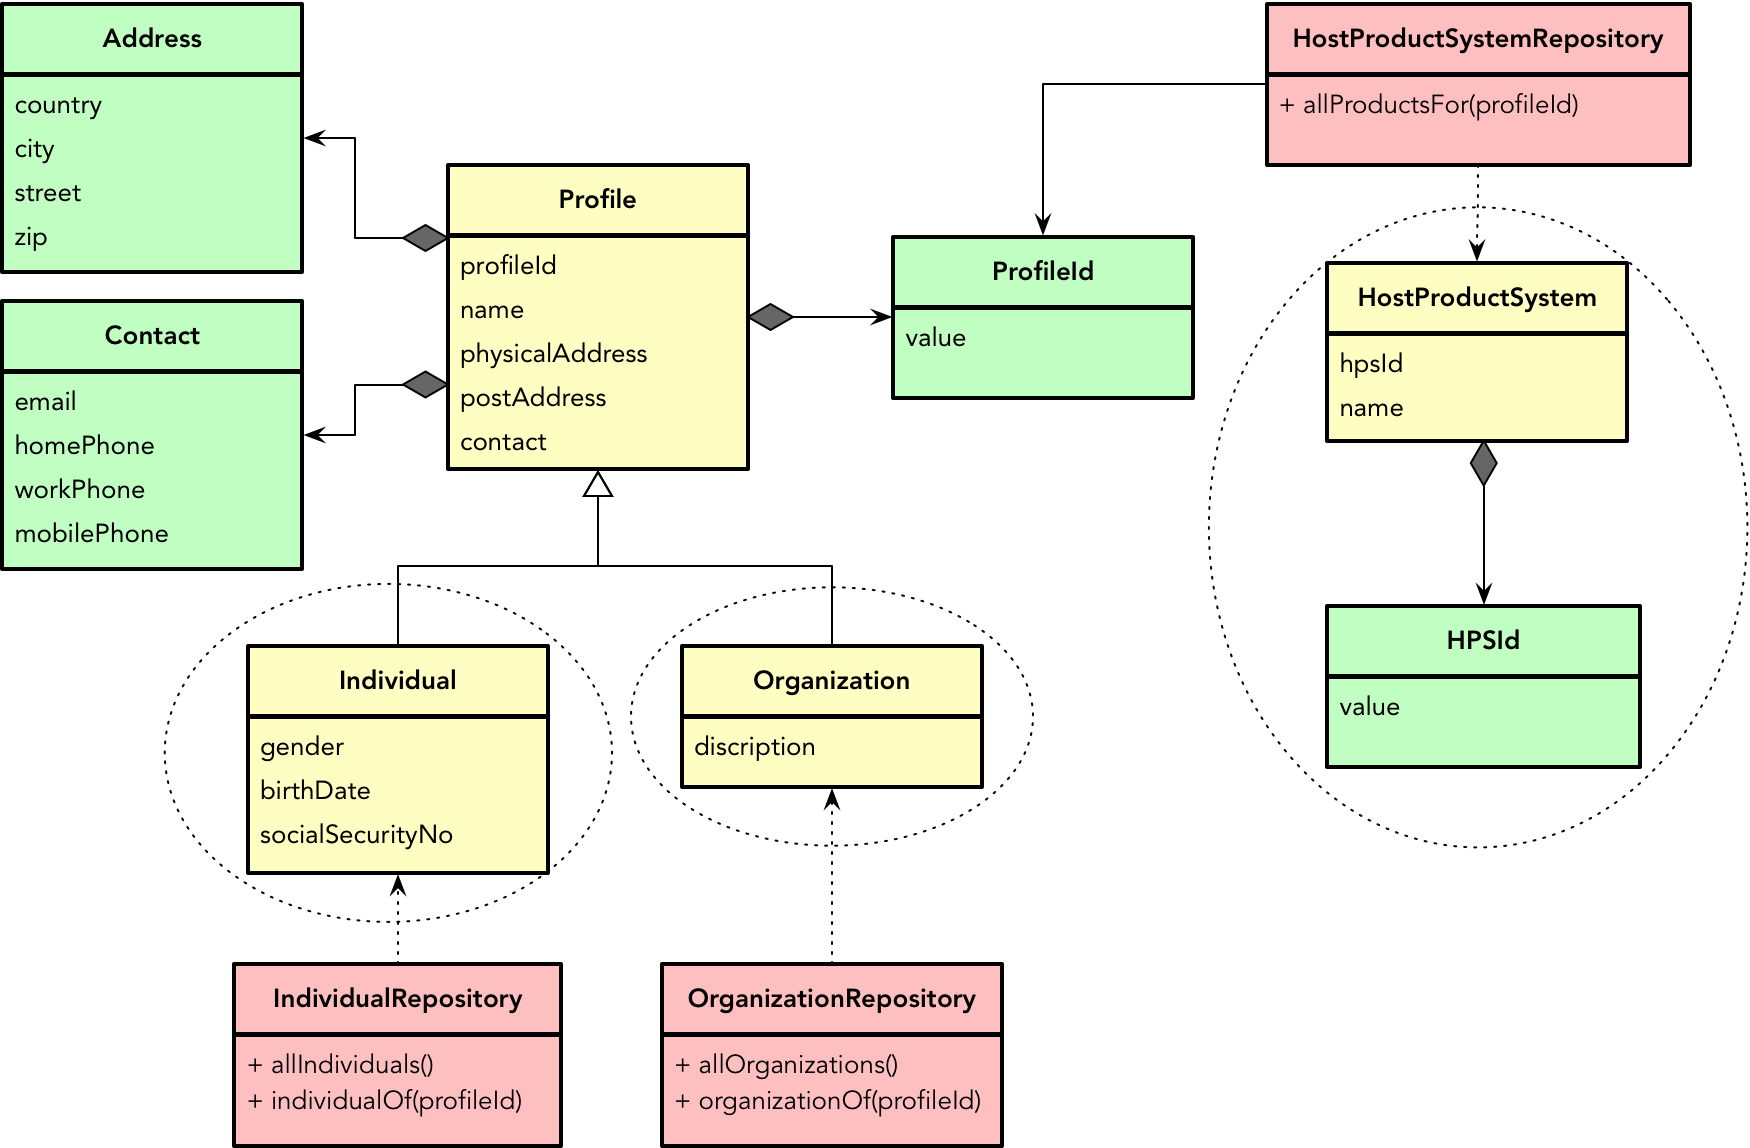 Address
country
city
street
zip
Contact
email
homePhone
workPhone
mobilePhone
Profile
profileId
name
physicalAddress
postAddress
contact
ProfileId
value
HostProductSystemRepository
+ allProductsFor(profileId)
HostProductSystem
hpsId
name
HPSId
value
Individual
gender
birthDate
socialSecurityNo
Organization
discription
IndividualRepository
+ allIndividuals()
+ individualOf(profileId)
OrganizationRepository
+ allOrganizations()
+ organizationOf(profileId)